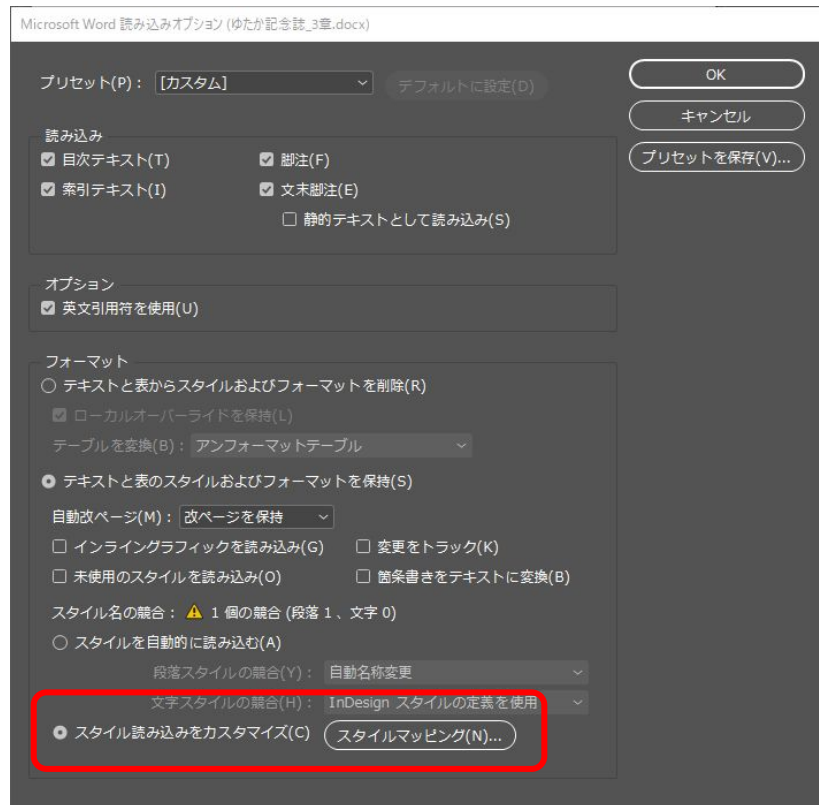 Microsoft Word 読み込みオプション (ゆたか記念誌_3章.docx)
プリセット(P)： [カスタム] デフォルトに設定(D)
OK
キャンセル
プリセットを保存(V)...
読み込み
目次テキスト(T) 脚注(F)
索引テキスト(I) 文末脚注(E)
静的テキストとして読み込み(S)
オプション
英文引用符を使用(U)
フォーマット
テキストと表からスタイルおよびフォーマットを削除(R)
ローカルオーバーライドを保持(L)
テーブルを変換(B)： アンフォーマットテーブル
テキストと表のスタイルおよびフォーマットを保持(S)
自動改ページ(M)： 改ページを保持
インライングラフィックを読み込み(G) 変更をトラック(K)
未使用のスタイルを読み込み(O) 箇条書きをテキストに変換(B)
スタイル名の競合： 1 個の競合 (段落 1、文字 0)
スタイルを自動的に読み込む(A)
段落スタイルの競合(Y)： 自動名称変更
文字スタイルの競合(H)： InDesign スタイルの定義を使用
スタイル読み込みをカスタマイズ(C) スタイルマッピング(N)...